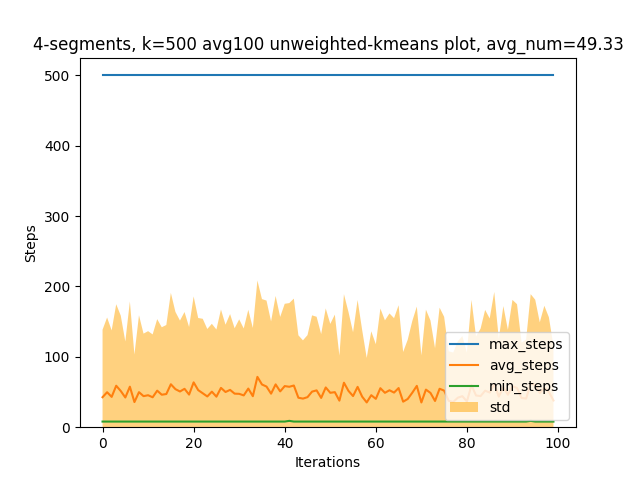 4-segments, k=500 avg100 unweighted-kmeans plot, avg_num=49.33
500
400
300
200
100
0
Steps
max_steps
avg_steps
min_steps
std
0 20 40 60 80 100
Iterations